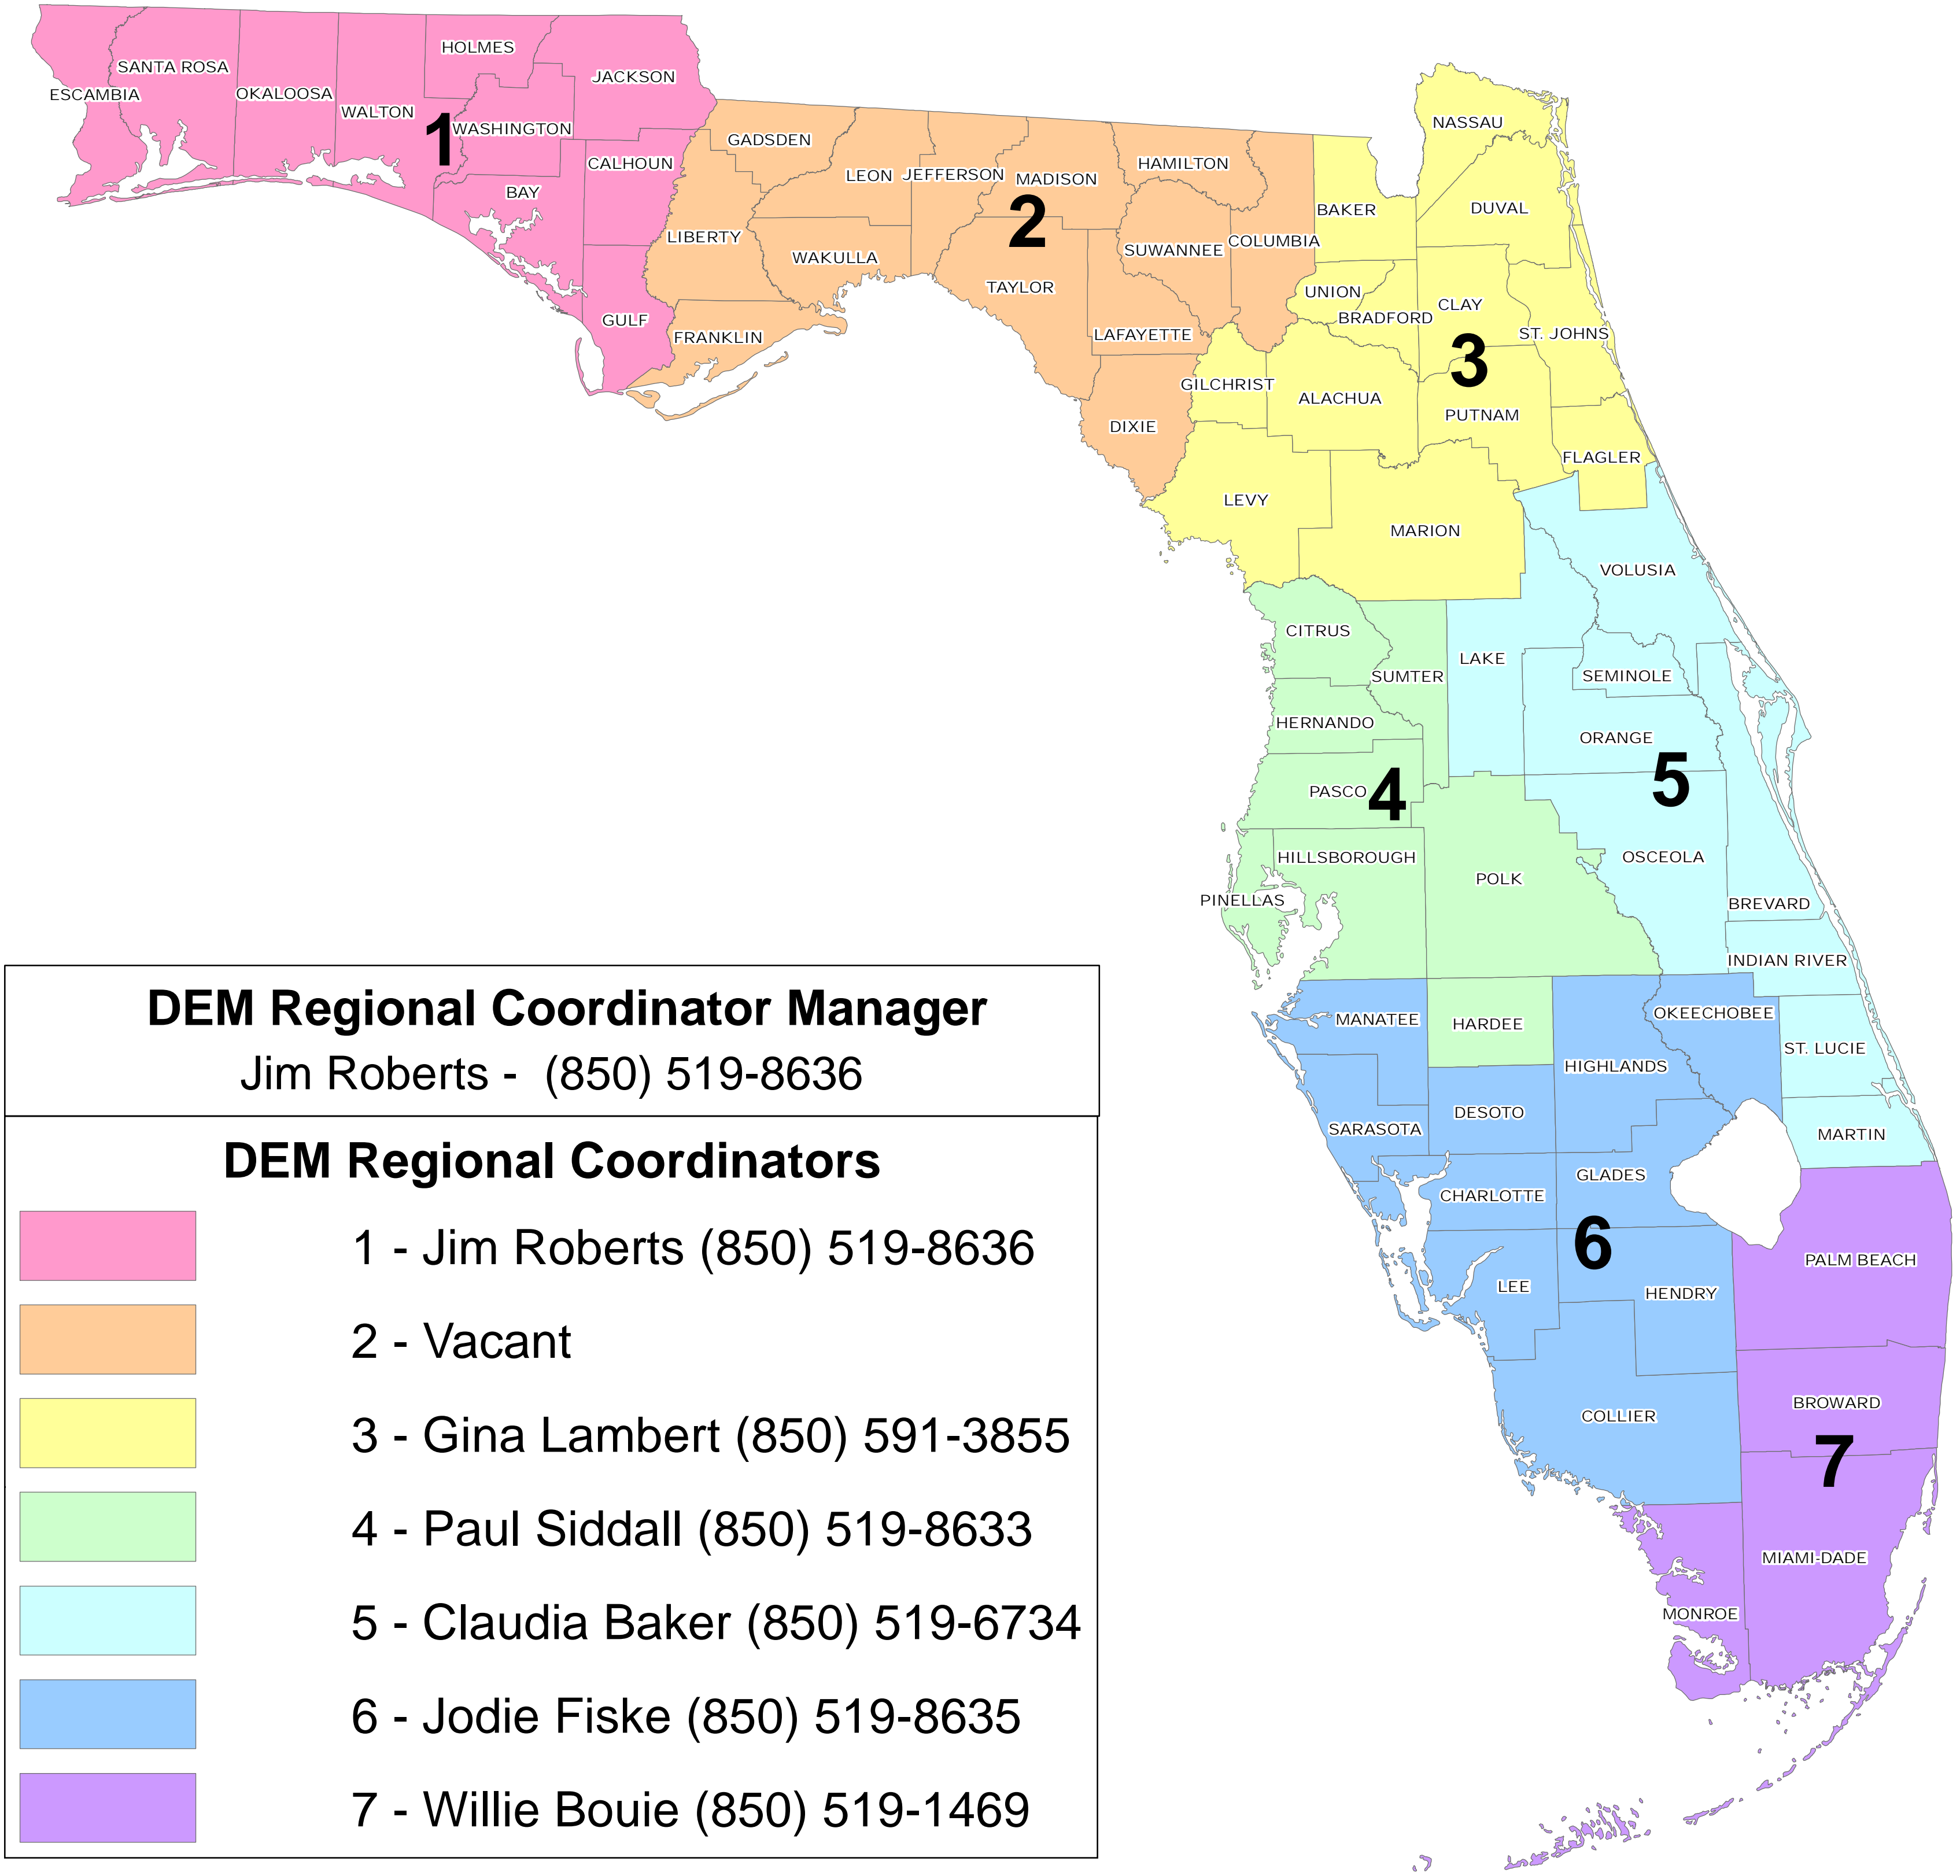 HOLMES
SANTA ROSA
JACKSON
ESCAMBIA
OKALOOSA
WALTON
1
WASHINGTON
CALHOUN
BAY
GULF
GADSDEN
LEON
JEFFERSON
MADISON
HAMILTON
2
LIBERTY
WAKULLA
SUWANNEE
COLUMBIA
TAYLOR
FRANKLIN
LAFAYETTE
DIXIE
NASSAU
DUVAL
BAKER
UNION
BRADFORD
CLAY
ST. JOHNS
3
GILCHRIST
ALACHUA
PUTNAM
FLAGLER
LEVY
MARION
VOLUSIA
CITRUS
SUMTER
LAKE
SEMINOLE
HERNANDO
ORANGE
PASCO
4
5
HILLSBOROUGH
OSCEOLA
POLK
PINELLAS
BREVARD
INDIAN RIVER
MANATEE
HARDEE
OKEECHOBEE
ST. LUCIE
HIGHLANDS
DESOTO
SARASOTA
MARTIN
GLADES
CHARLOTTE
6
PALM BEACH
LEE
HENDRY
BROWARD
COLLIER
7
MIAMI-DADE
MONROE
DEM Regional Coordinator Manager
Jim Roberts - (850) 519-8636
DEM Regional Coordinators
1 - Jim Roberts (850) 519-8636
2 - Vacant
3 - Gina Lambert (850) 591-3855
4 - Paul Siddall (850) 519-8633
5 - Claudia Baker (850) 519-6734
6 - Jodie Fiske (850) 519-8635
7 - Willie Bouie (850) 519-1469